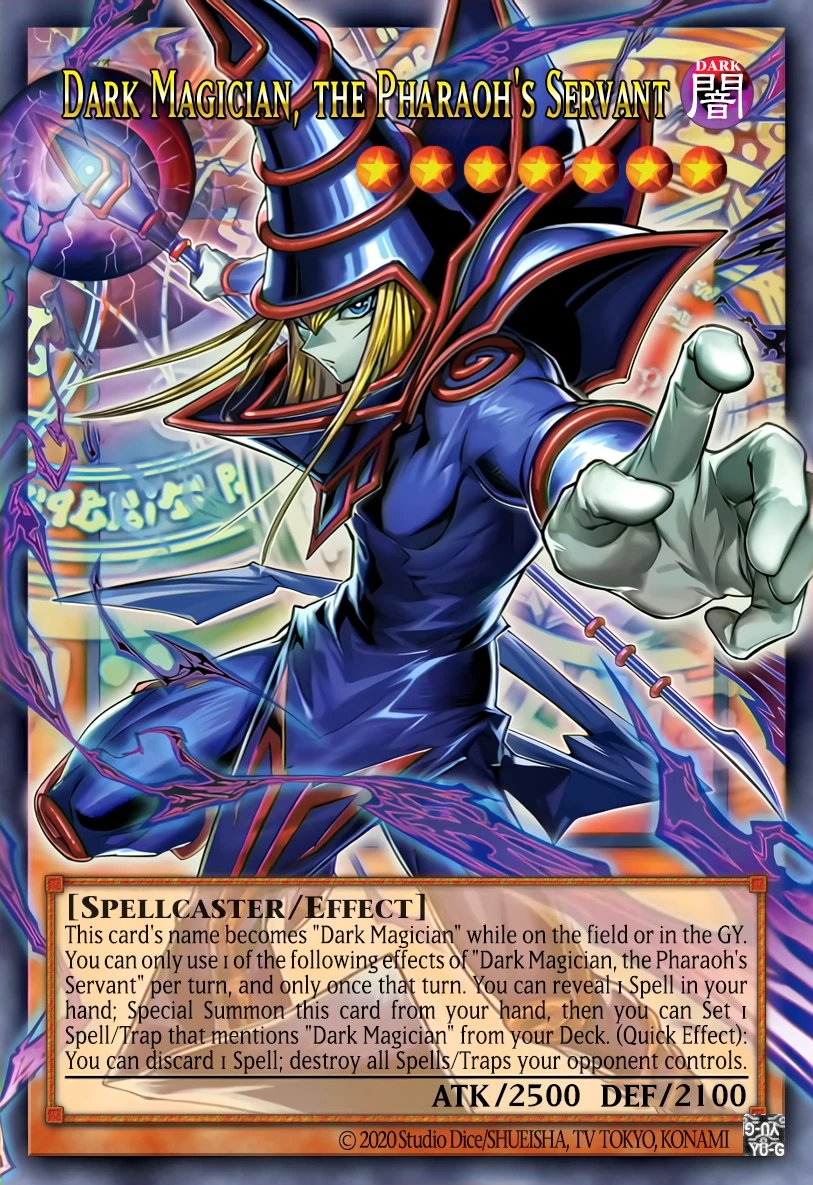 DARK MAGICIAN, THE PHARAOH'S SERVANT
DARK
闇
[SPELLCASTER/EFFECT]
This card's name becomes "Dark Magician" while on the field or in the GY.
You can only use 1 of the following effects of "Dark Magician, the Pharaoh's
Servant" per turn, and only once that turn. You can reveal 1 Spell in your
hand; Special Summon this card from your hand, then you can Set 1
Spell/Trap that mentions "Dark Magician" from your Deck. (Quick Effect):
You can discard 1 Spell; destroy all Spells/Traps your opponent controls.
ATK/2500 DEF/2100
© 2020 Studio Dice/SHUEISHA, TV TOKYO, KONAMI
YU-G
YU-G